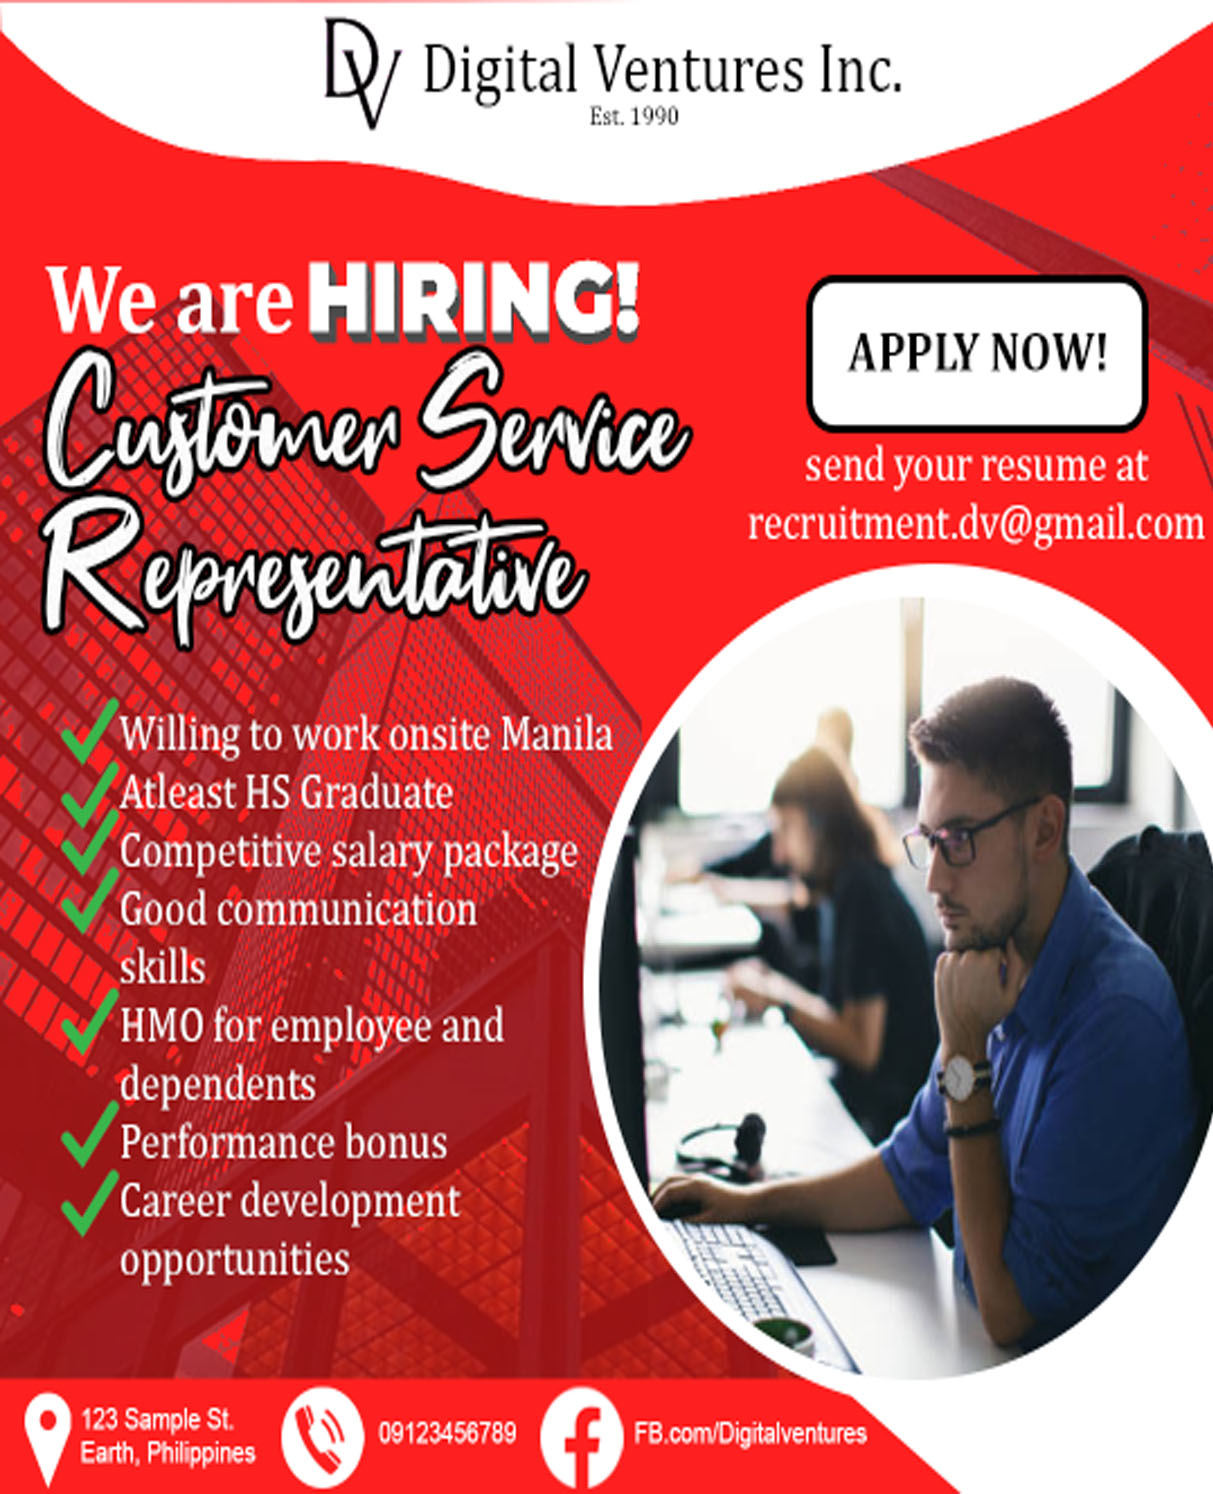 DV Digital Ventures Inc.
Est. 1990
We are HIRING!
Customer Service
Representative
APPLY NOW!
send your resume at
recruitment.dv@gmail.com
Willing to work onsite Manila
Atleast HS Graduate
Competitive salary package
Good communication
skills
HMO for employee and
dependents
Performance bonus
Career development
opportunities
123 Sample St.
Earth, Philippines
09123456789
FB.com/Digitalventures